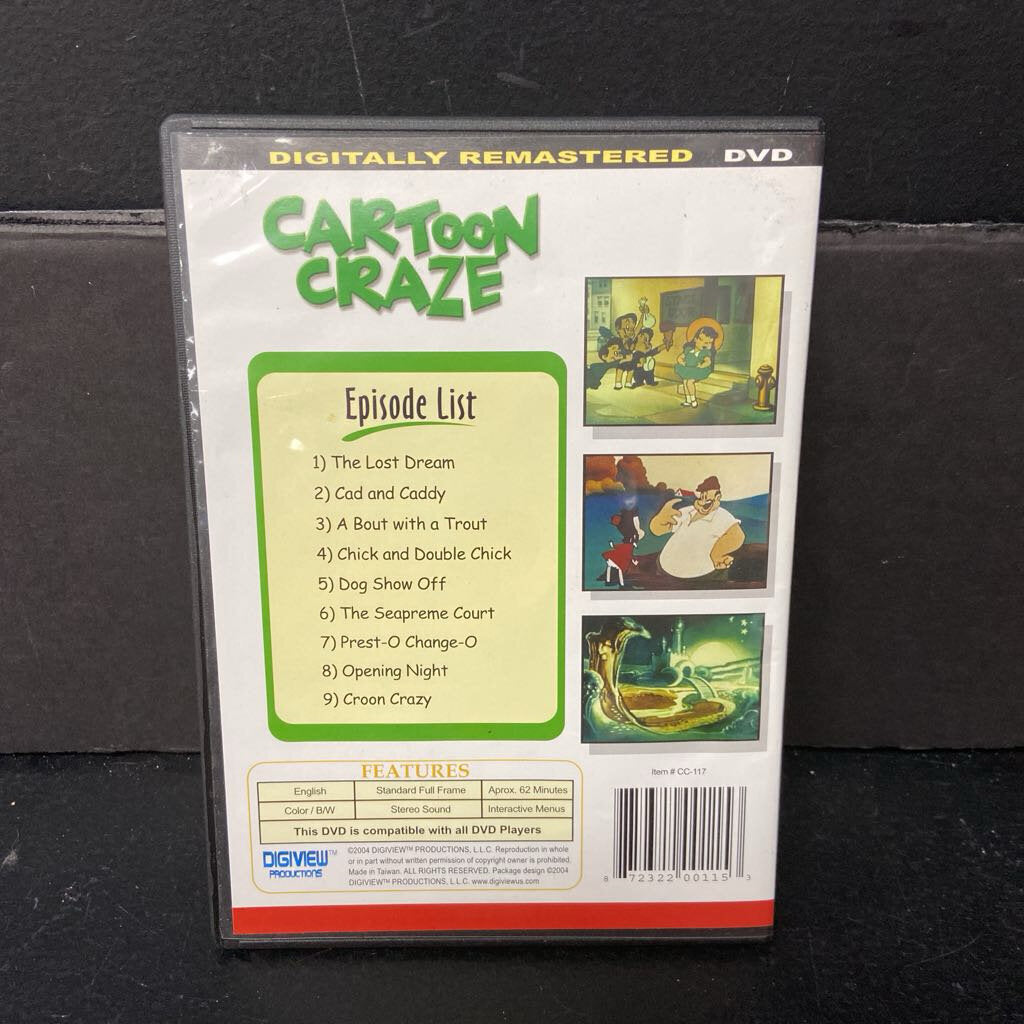 DIGITALLY REMASTERED DVD
CARTOON
CRAZE
Episode List
1) The Lost Dream
2) Cad and Caddy
3) A Bout with a Trout
4) Chick and Double Chick
5) Dog Show Off
6) The Seapreme Court
7) Prest-O Change-O
8) Opening Night
9) Croon Crazy
FEATURES
English Standard Full Frame Aprox. 62 Minutes
Color / B/W Stereo Sound Interactive Menus
This DVD is compatible with all DVD Players
DIGIVIEW™
PRODUCTIONS
©2004 DIGIVIEW™ PRODUCTIONS, L.L.C. Reproduction in whole
or in part without written permission of copyright owner is prohibited.
Made in Taiwan. ALL RIGHTS RESERVED. Package design ©2004
DIGIVIEW™ PRODUCTIONS, L.L.C. www.digiviewus.com
Item # CC-117
8 72322 00115 3